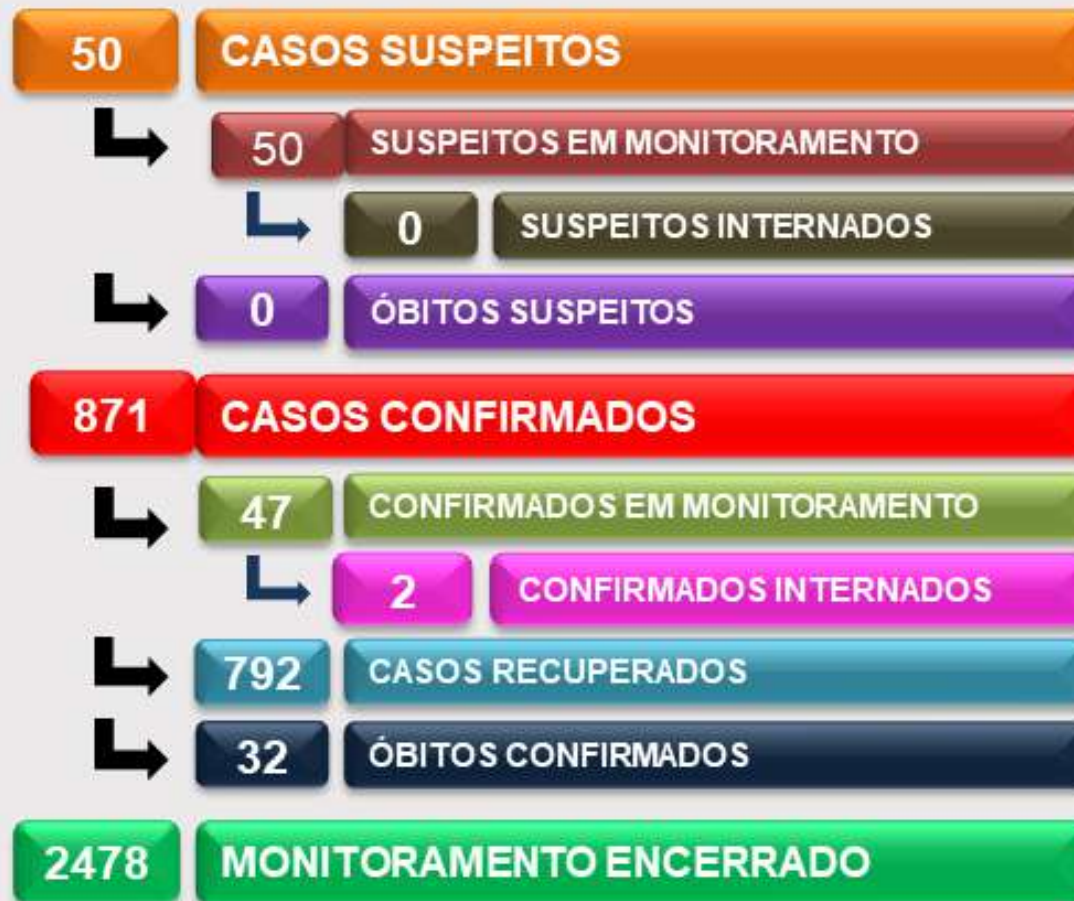 50 CASOS SUSPEITOS
50 SUSPEITOS EM MONITORAMENTO
0 SUSPEITOS INTERNADOS
0 ÓBITOS SUSPEITOS
871 CASOS CONFIRMADOS
47 CONFIRMADOS EM MONITORAMENTO
2 CONFIRMADOS INTERNADOS
792 CASOS RECUPERADOS
32 ÓBITOS CONFIRMADOS
2478 MONITORAMENTO ENCERRADO